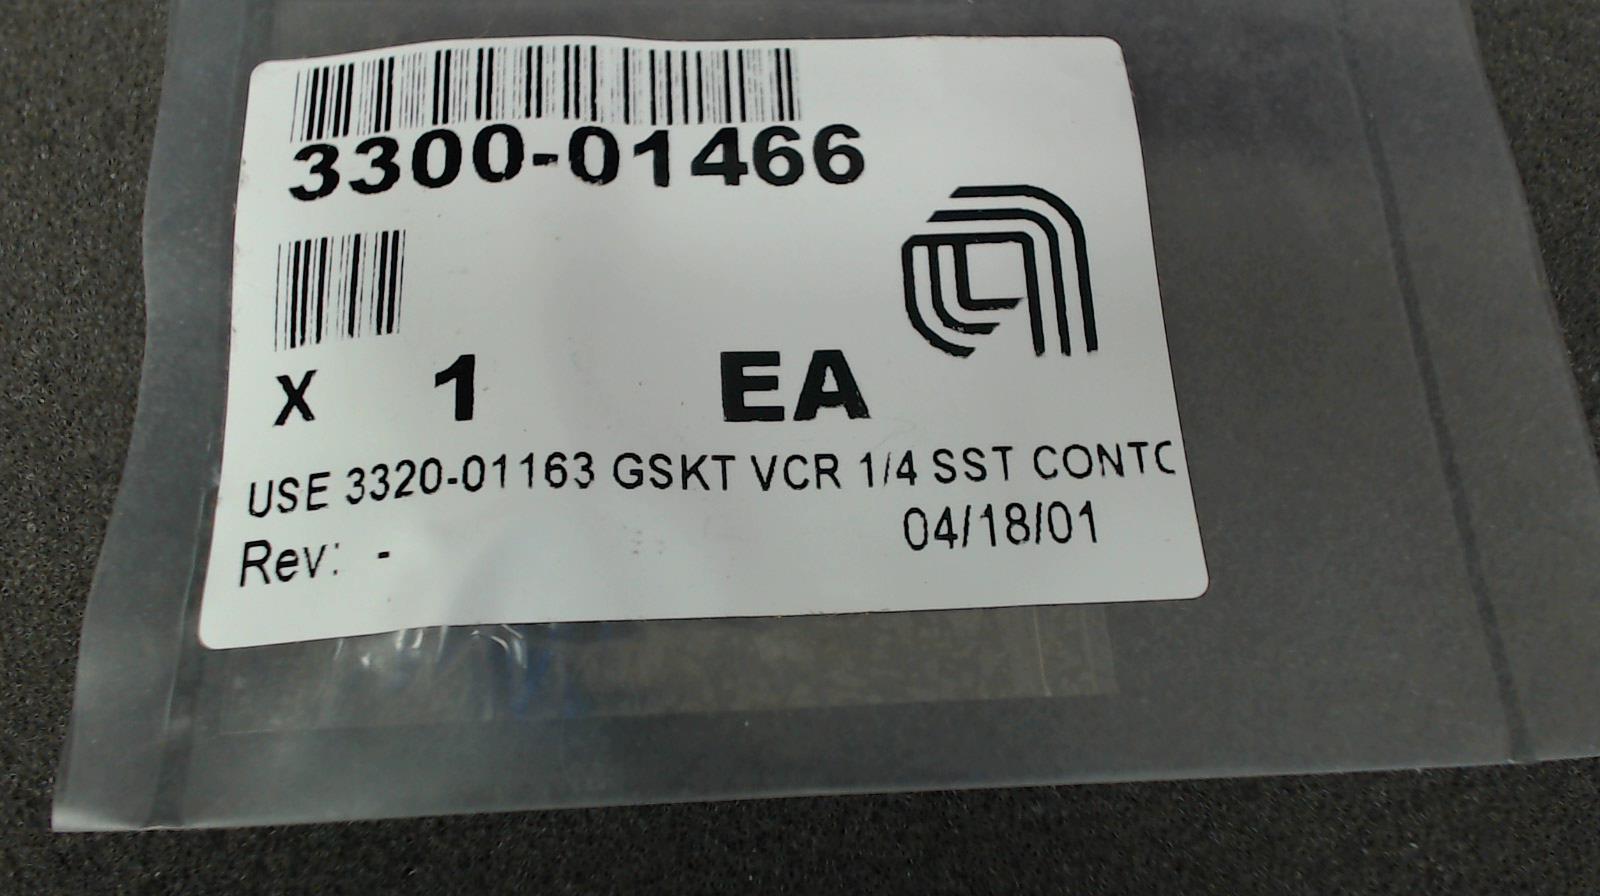 3300-01466
X 1 EA
USE 3320-01163 GSKT VCR 1/4 SST CONTC
04/18/01
Rev: -